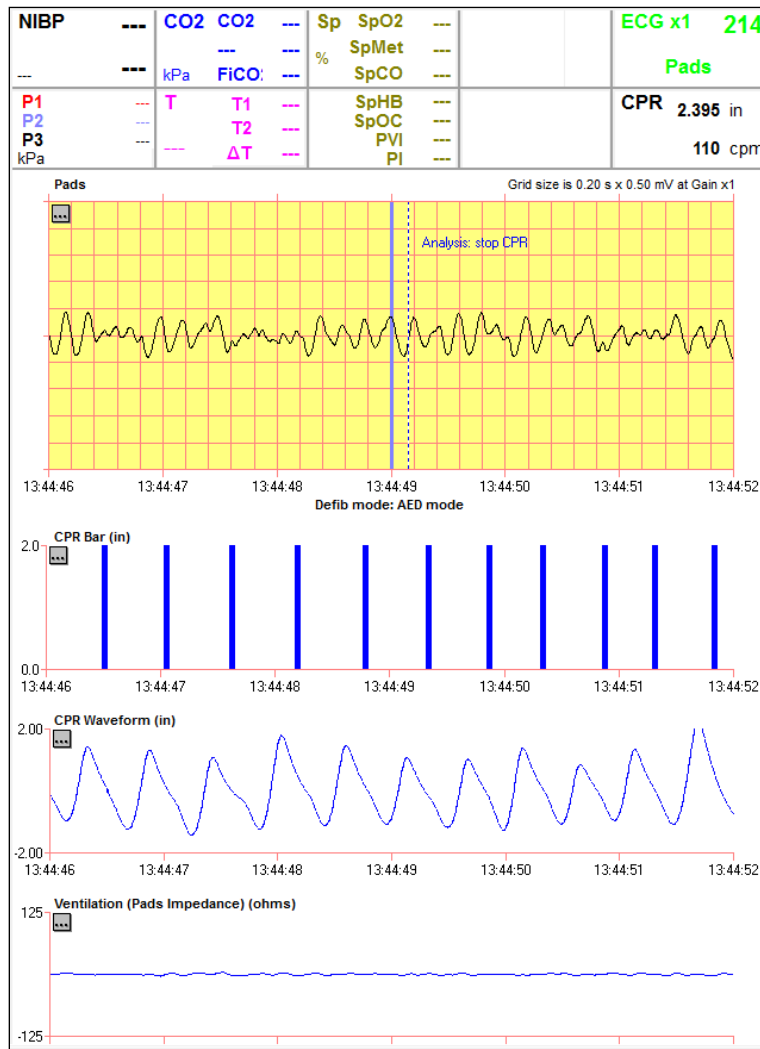 NIBP --- CO2 CO2 --- Sp SpO2 --- ECG x1 214
--- --- % SpMet ---
--- --- kPa FiCO: --- SpCO --- Pads
P1 --- T T1 --- SpHB --- CPR 2.395 in
P2 --- T2 --- SpOC ---
P3 --- --- ΔT --- PVI --- 110 cpm
kPa PI ---
Pads Grid size is 0.20 s x 0.50 mV at Gain x1
...
Analysis: stop CPR
13:44:46 13:44:47 13:44:48 13:44:49 13:44:50 13:44:51 13:44:52
Defib mode: AED mode
CPR Bar (in)
2.0
...
0.0
13:44:46 13:44:47 13:44:48 13:44:49 13:44:50 13:44:51 13:44:52
CPR Waveform (in)
2.00
...
-2.00
13:44:46 13:44:47 13:44:48 13:44:49 13:44:50 13:44:51 13:44:52
Ventilation (Pads Impedance) (ohms)
125
...
-125